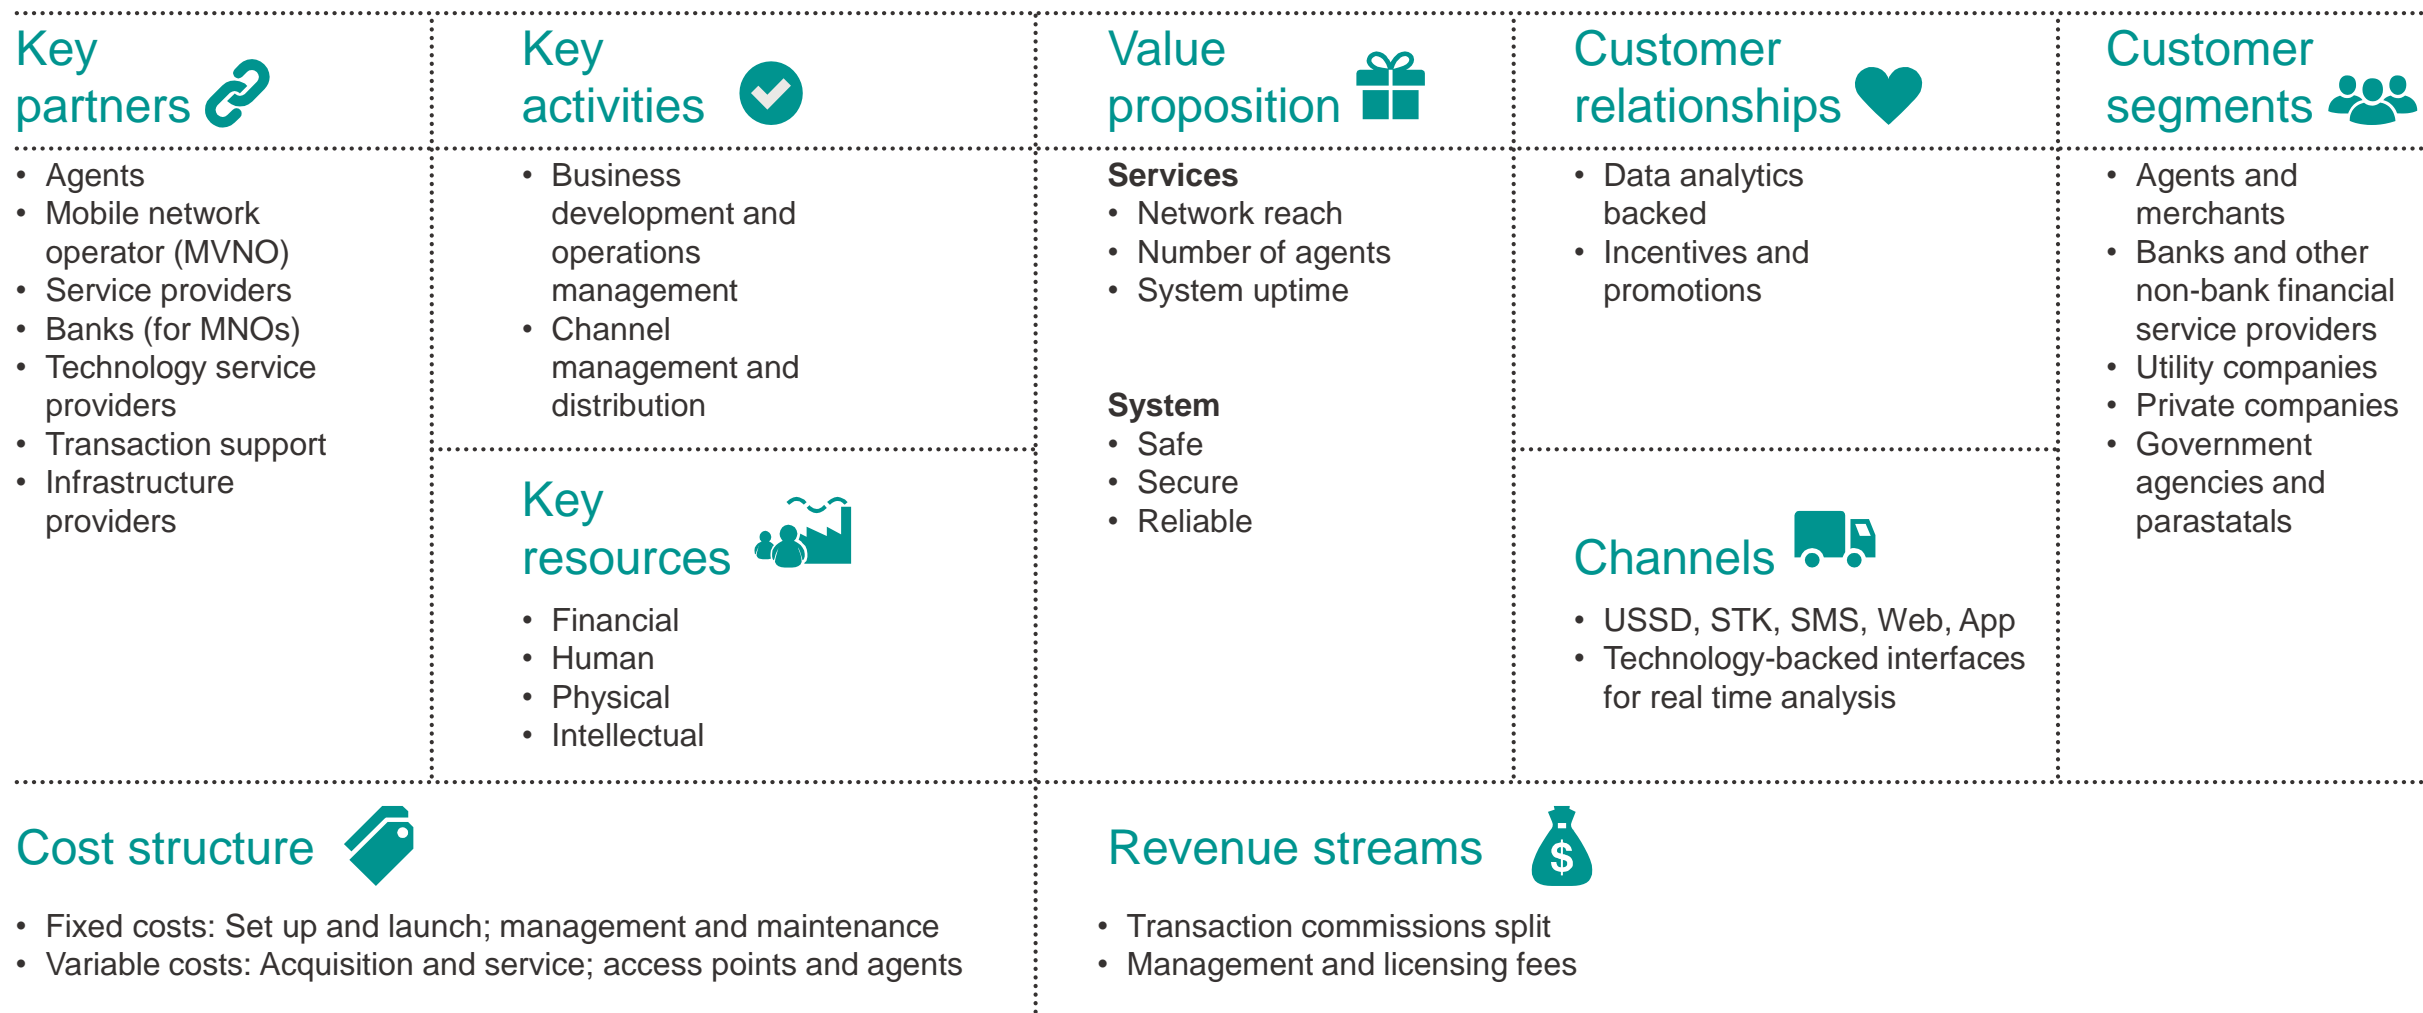 Key
partners
• Agents
• Mobile network
operator (MVNO)
• Service providers
• Banks (for MNOs)
• Technology service
providers
• Transaction support
• Infrastructure
providers
Key
activities
• Business
development and
operations
management
• Channel
management and
distribution
Key
resources
• Financial
• Human
• Physical
• Intellectual
Value
proposition
Services
• Network reach
• Number of agents
• System uptime
System
• Safe
• Secure
• Reliable
Customer
relationships
• Data analytics
backed
• Incentives and
promotions
Channels
• USSD, STK, SMS, Web, App
• Technology-backed interfaces
for real time analysis
Customer
segments
• Agents and
merchants
• Banks and other
non-bank financial
service providers
• Utility companies
• Private companies
• Government
agencies and
parastatals
Cost structure
• Fixed costs: Set up and launch; management and maintenance
• Variable costs: Acquisition and service; access points and agents
Revenue streams
$
• Transaction commissions split
• Management and licensing fees